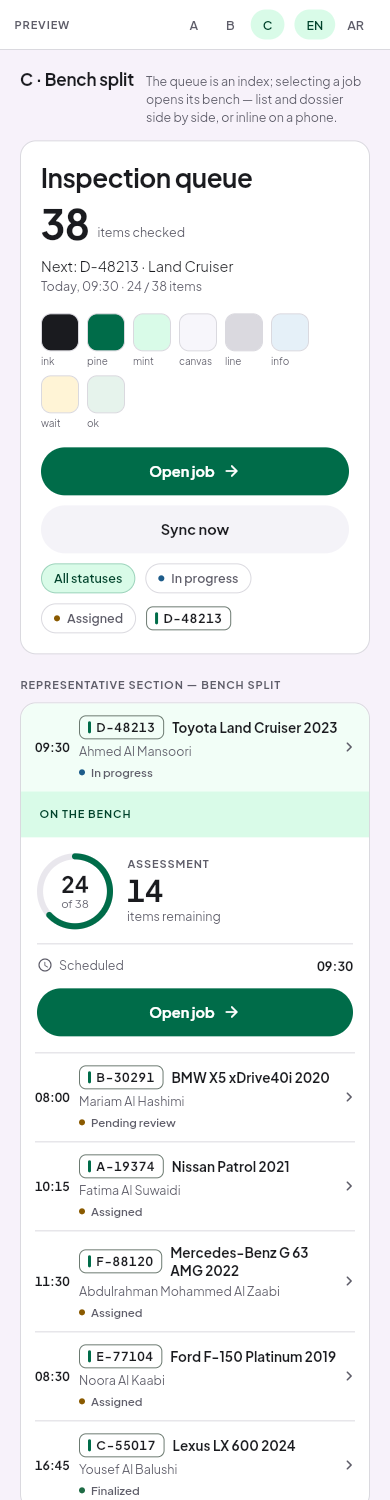 PREVIEW A B C EN AR
C · Bench split
The queue is an index; selecting a job
opens its bench — list and dossier
side by side, or inline on a phone.
Inspection queue
38 items checked
Next: D-48213 · Land Cruiser
Today, 09:30 · 24 / 38 items
ink pine mint canvas line info
wait ok
Open job →
Sync now
All statuses In progress
Assigned D-48213
REPRESENTATIVE SECTION — BENCH SPLIT
D-48213 Toyota Land Cruiser 2023
09:30 Ahmed Al Mansoori
In progress
ON THE BENCH
24
of 38
ASSESSMENT
14
items remaining
Scheduled 09:30
Open job →
B-30291 BMW X5 xDrive40i 2020
08:00 Mariam Al Hashimi
Pending review
A-19374 Nissan Patrol 2021
10:15 Fatima Al Suwaidi
Assigned
F-88120 Mercedes-Benz G 63
AMG 2022
11:30 Abdulrahman Mohammed Al Zaabi
Assigned
E-77104 Ford F-150 Platinum 2019
08:30 Noora Al Kaabi
Assigned
C-55017 Lexus LX 600 2024
16:45 Yousef Al Balushi
Finalized